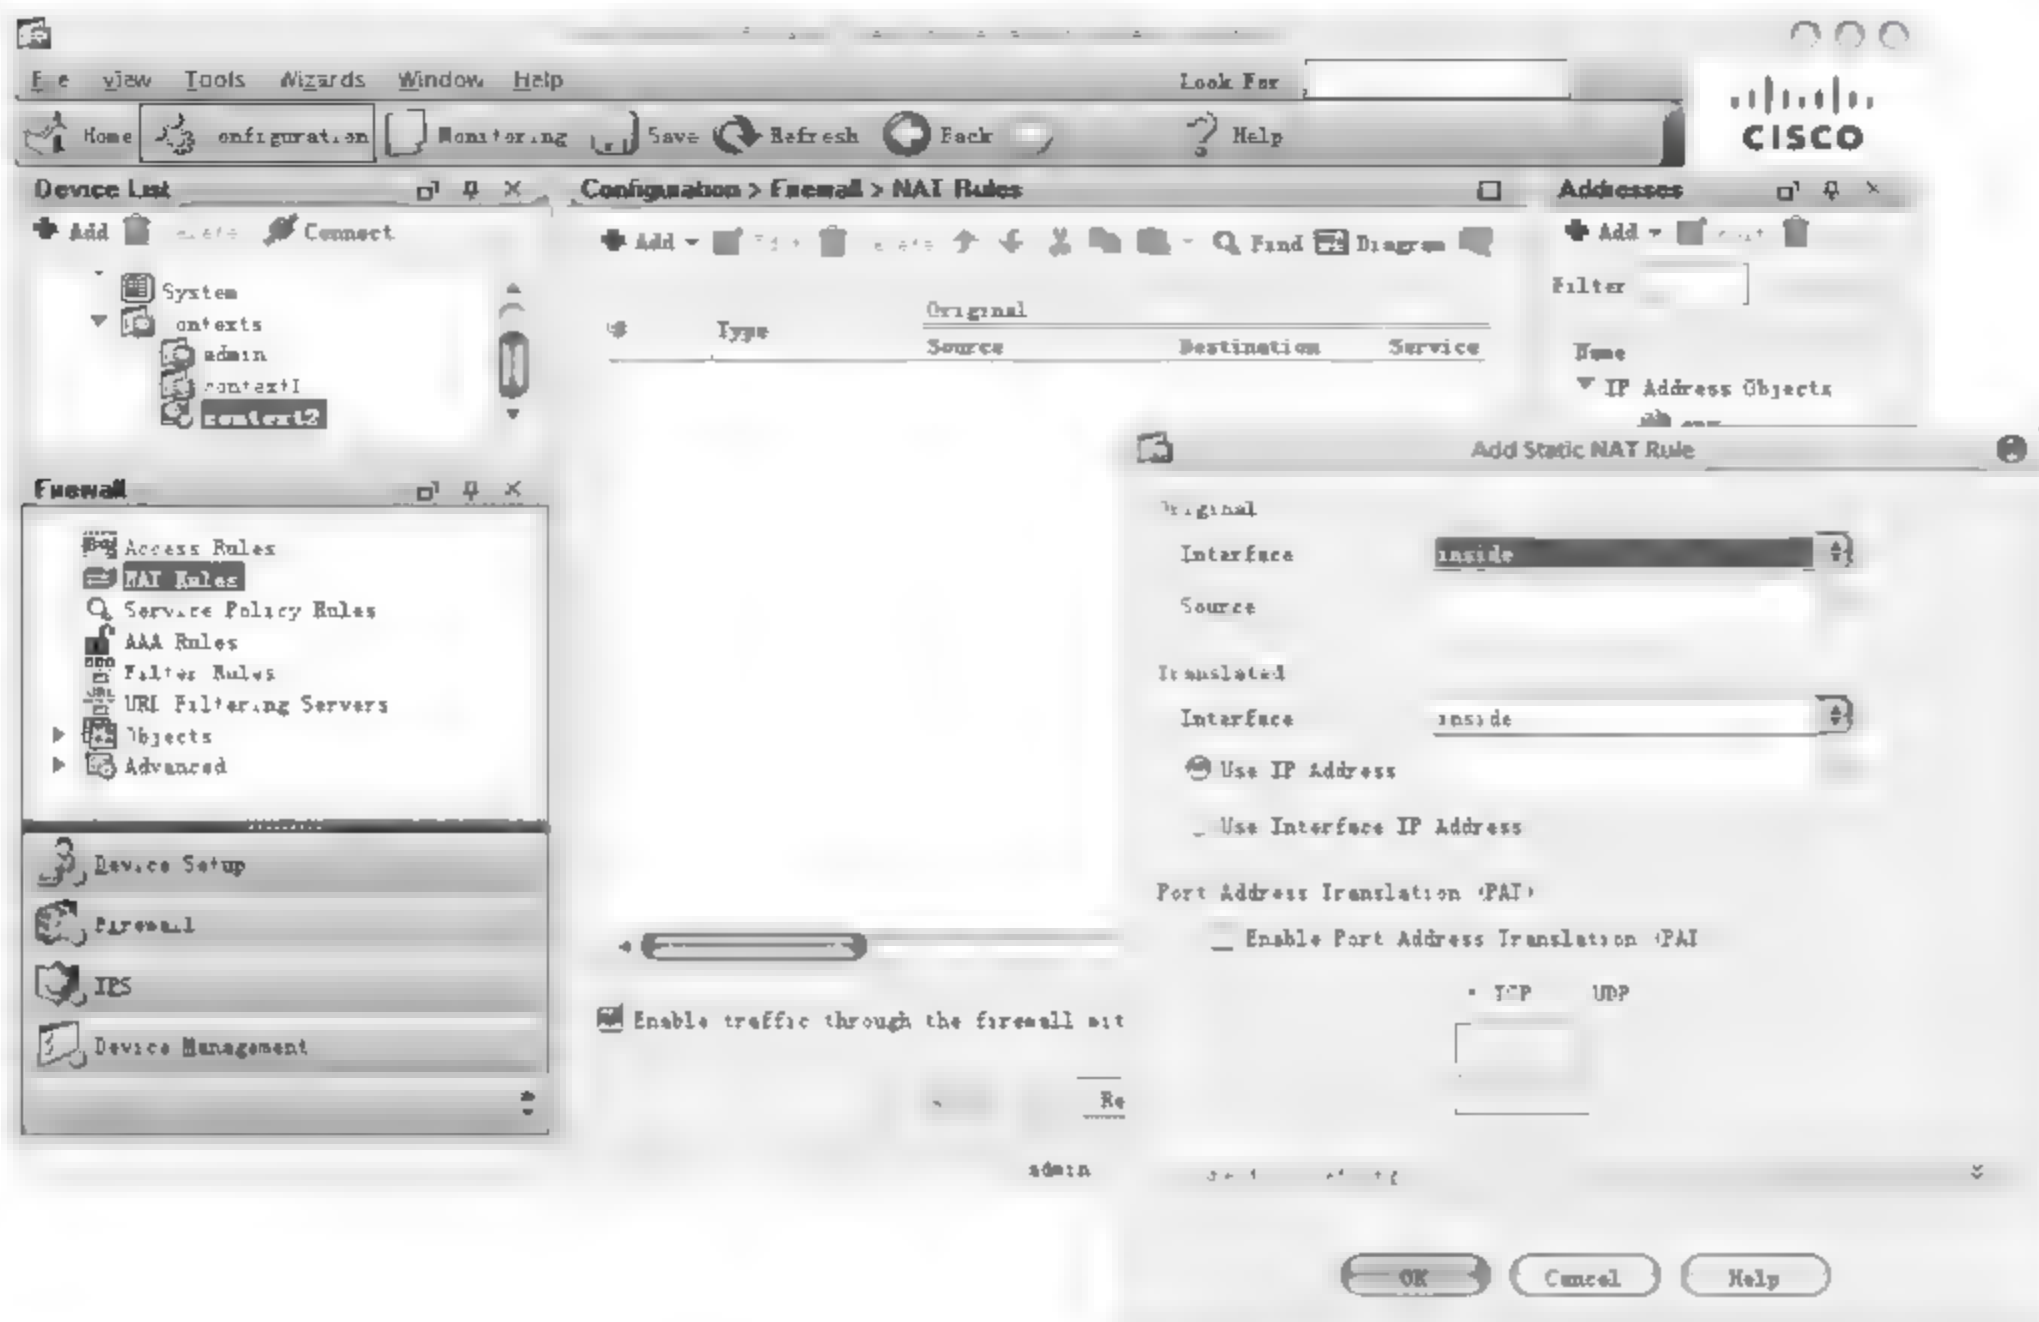 View Tools Wizards Window Help
Look For
Home Configuration Monitoring Save Refresh Back Help
CISCO
Device List
Add Connect
System
Contexts
admin
context1
context2
Firewall
Access Rules
NAT Rules
Service Policy Rules
AAA Rules
Filter Rules
URL Filtering Servers
Objects
Advanced
Device Setup
Firewall
IPS
Device Management
Configuration > Firewall > NAT Rules
Add Find Diagram
Original
Type
Source Destination Service
Enable traffic through the firewall wit
Re
admin
Addresses
Add
Filter
Name
IP Address Objects
Add Static NAT Rule
Original
Interface inside
Source
Translated
Interface inside
Use IP Address
Use Interface IP Address
Port Address Translation (PAT)
Enable Port Address Translation (PAT
TCP UDP
OK Cancel Help